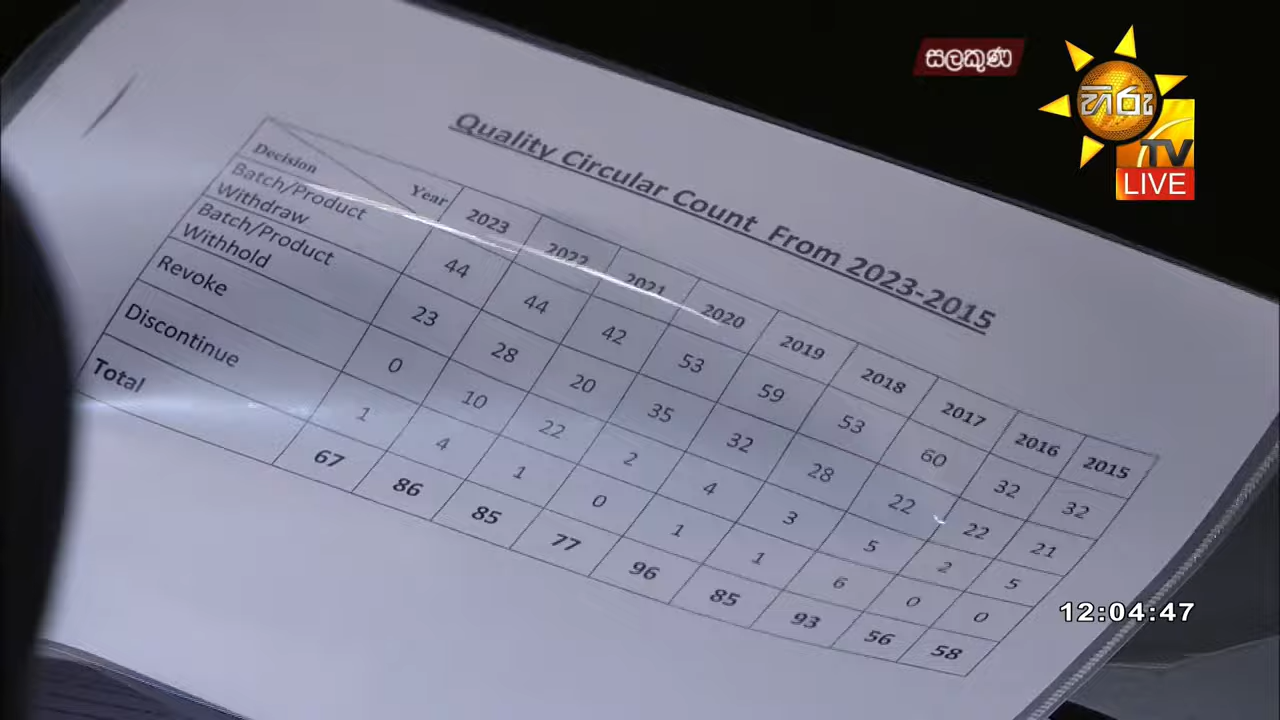 සලකුණ
හිරු
TV
LIVE
Quality Circular Count From 2023-2015
Decision Year 2023 2022 2021 2020 2019 2018 2017 2016 2015
Batch/Product
Withdraw 44 44 42 53 59 53 60 32 32
Batch/Product
Withhold 23 28 20 35 32 28 22 22 21
Revoke 0 10 22 2 4 3 5 2 5
Discontinue 1 4 1 0 1 1 6 0 0
Total 67 86 85 77 96 85 93 56 58
12:04:47